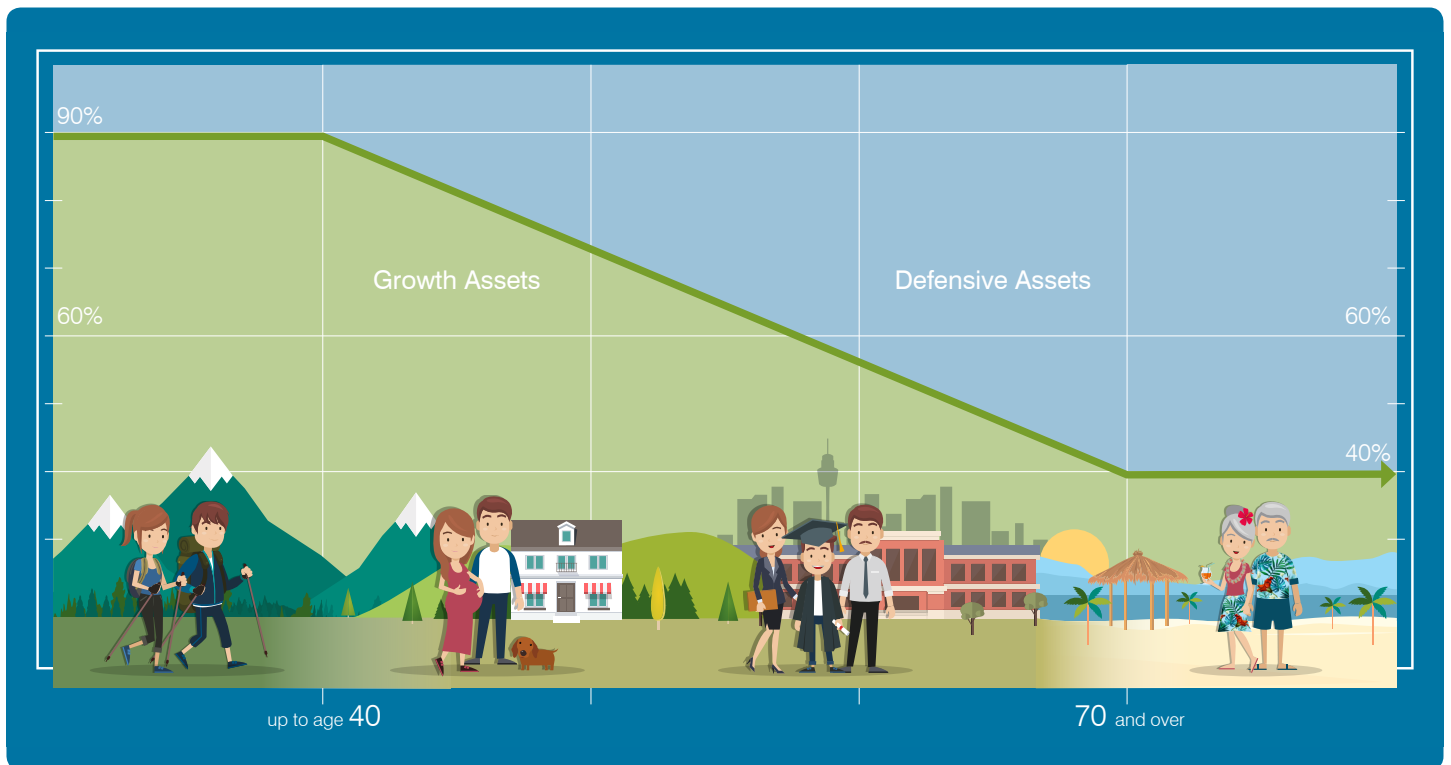 90%
Growth Assets
Defensive Assets
60%
60%
40%
up to age 40
70 and over